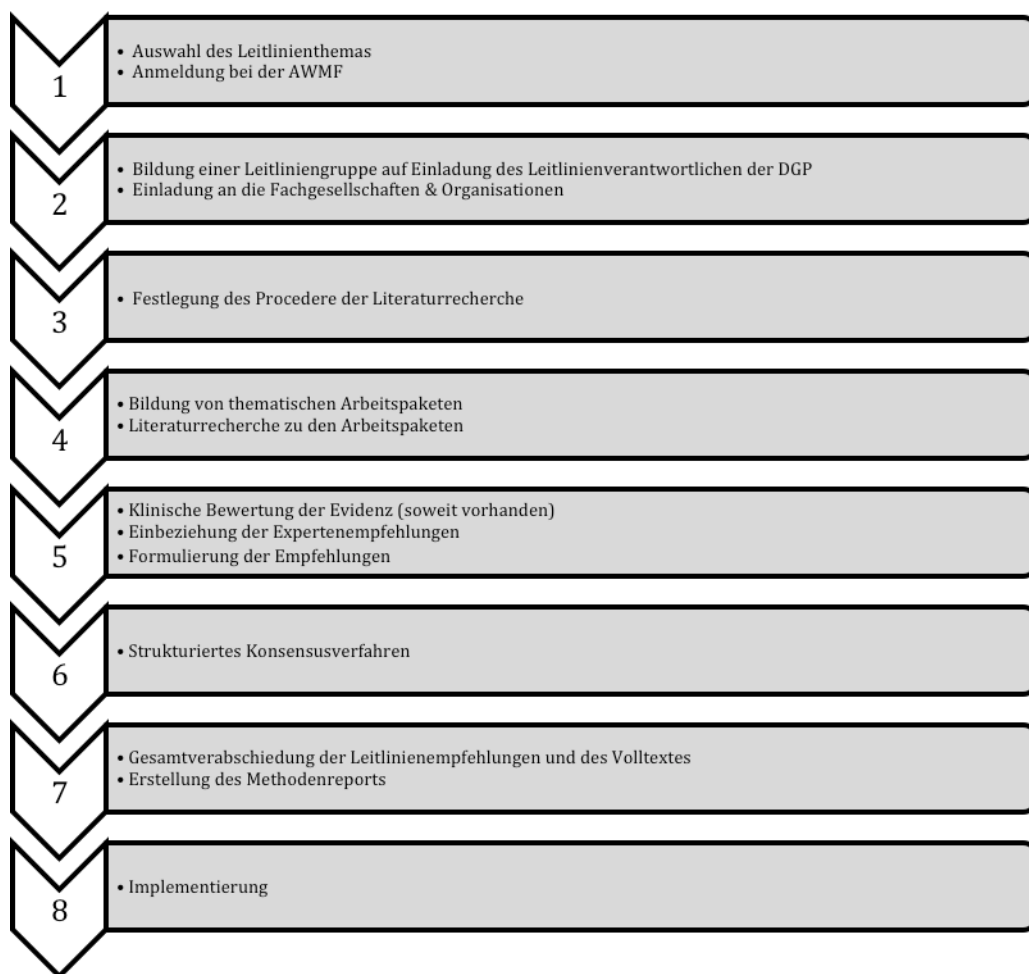 1
• Auswahl des Leitlinienthemas
• Anmeldung bei der AWMF
2
• Bildung einer Leitliniengruppe auf Einladung des Leitlinienverantwortlichen der DGP
• Einladung an die Fachgesellschaften & Organisationen
3
• Festlegung des Procedere der Literaturrecherche
4
• Bildung von thematischen Arbeitspaketen
• Literaturrecherche zu den Arbeitspaketen
5
• Klinische Bewertung der Evidenz (soweit vorhanden)
• Einbeziehung der Expertenempfehlungen
• Formulierung der Empfehlungen
6
• Strukturiertes Konsensusverfahren
7
• Gesamtverabschiedung der Leitlinienempfehlungen und des Volltextes
• Erstellung des Methodenreports
8
• Implementierung